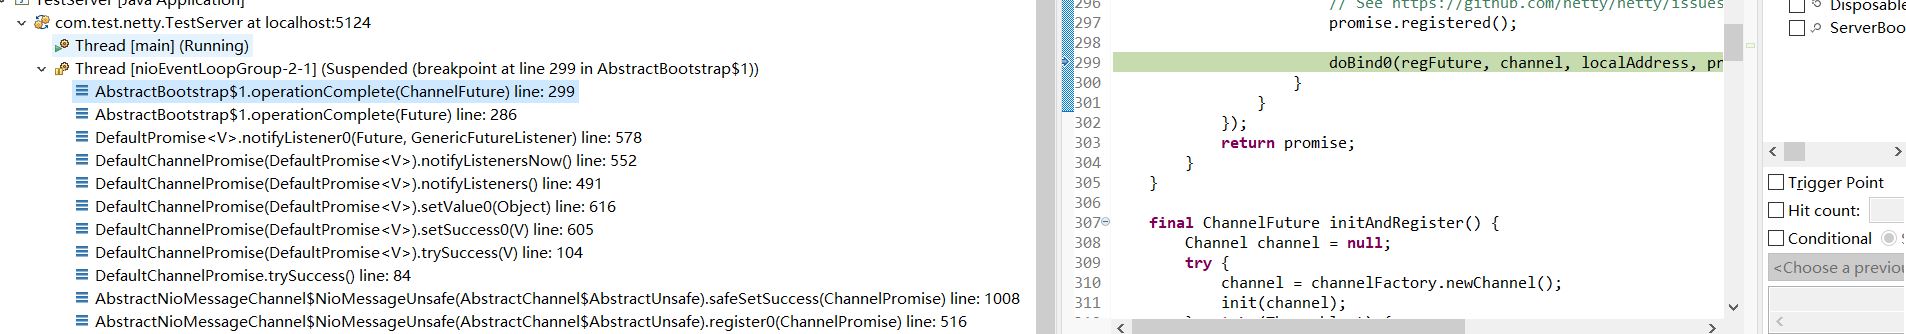 TestServer [Java Application]
com.test.netty.TestServer at localhost:5124
Thread [main] (Running)
Thread [nioEventLoopGroup-2-1] (Suspended (breakpoint at line 299 in AbstractBootstrap$1))
AbstractBootstrap$1.operationComplete(ChannelFuture) line: 299
AbstractBootstrap$1.operationComplete(Future) line: 286
DefaultPromise<V>.notifyListener0(Future, GenericFutureListener) line: 578
DefaultChannelPromise(DefaultPromise<V>).notifyListenersNow() line: 552
DefaultChannelPromise(DefaultPromise<V>).notifyListeners() line: 491
DefaultChannelPromise(DefaultPromise<V>).setValue0(Object) line: 616
DefaultChannelPromise(DefaultPromise<V>).setSuccess0(V) line: 605
DefaultChannelPromise(DefaultPromise<V>).trySuccess(V) line: 104
DefaultChannelPromise.trySuccess() line: 84
AbstractNioMessageChannel$NioMessageUnsafe(AbstractChannel$AbstractUnsafe).safeSetSuccess(ChannelPromise) line: 1008
AbstractNioMessageChannel$NioMessageUnsafe(AbstractChannel$AbstractUnsafe).register0(ChannelPromise) line: 516
296 // See https://github.com/netty/netty/issues
297 promise.registered();
298
299 doBind0(regFuture, channel, localAddress, pr
300 }
301 }
302 });
303 return promise;
304 }
305 }
306
307 final ChannelFuture initAndRegister() {
308 Channel channel = null;
309 try {
310 channel = channelFactory.newChannel();
311 init(channel);
Disposable
ServerBoo
Trigger Point
Hit count:
Conditional
<Choose a previou